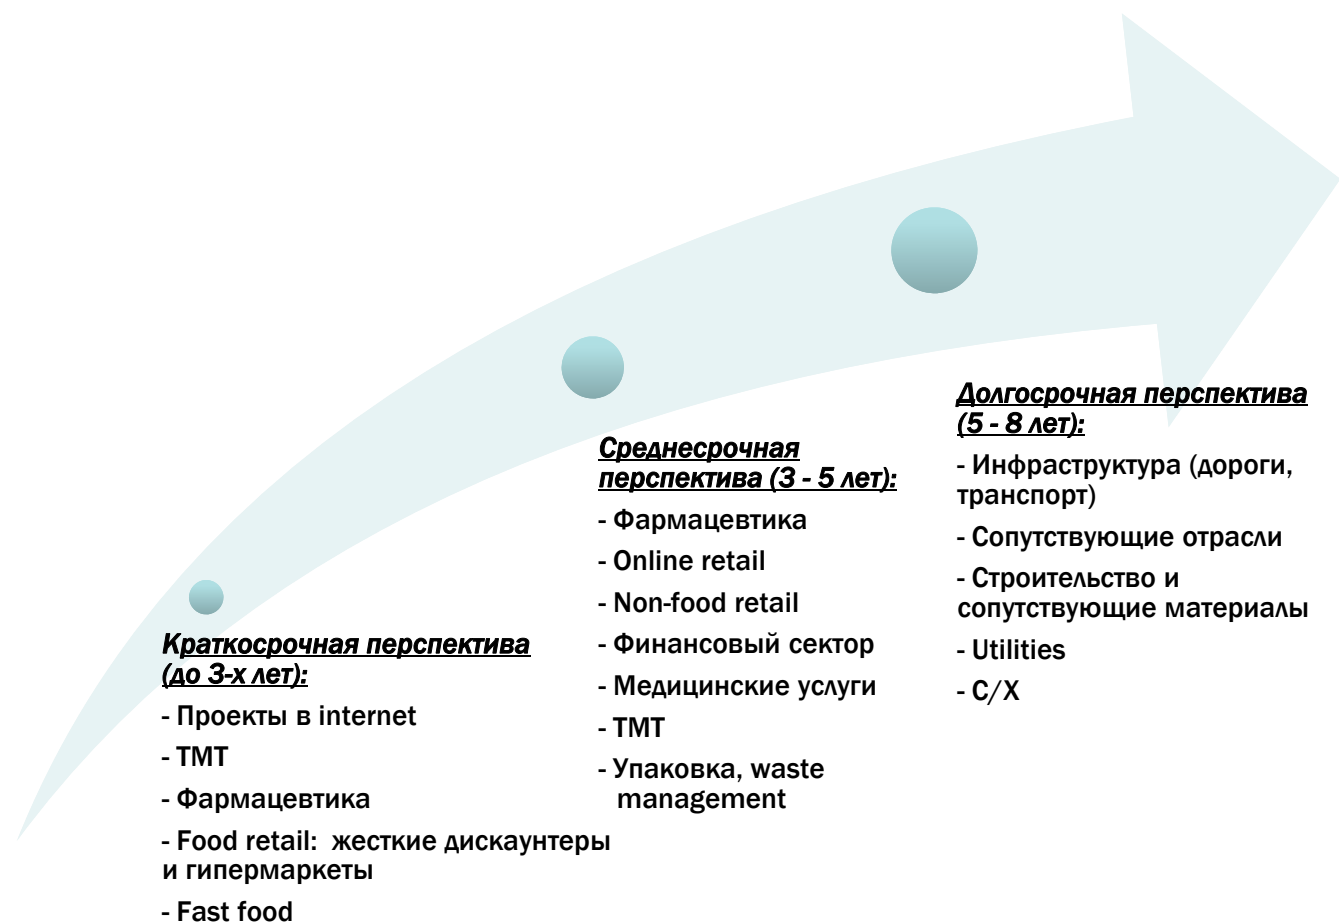 Краткосрочная перспектива
(до 3-х лет):
- Проекты в internet
- ТМТ
- Фармацевтика
- Food retail: жесткие дискаунтеры
и гипермаркеты
- Fast food
Среднесрочная
перспектива (3 - 5 лет):
- Фармацевтика
- Online retail
- Non-food retail
- Финансовый сектор
- Медицинские услуги
- ТМТ
- Упаковка, waste
management
Долгосрочная перспектива
(5 - 8 лет):
- Инфраструктура (дороги,
транспорт)
- Сопутствующие отрасли
- Строительство и
сопутствующие материалы
- Utilities
- С/Х